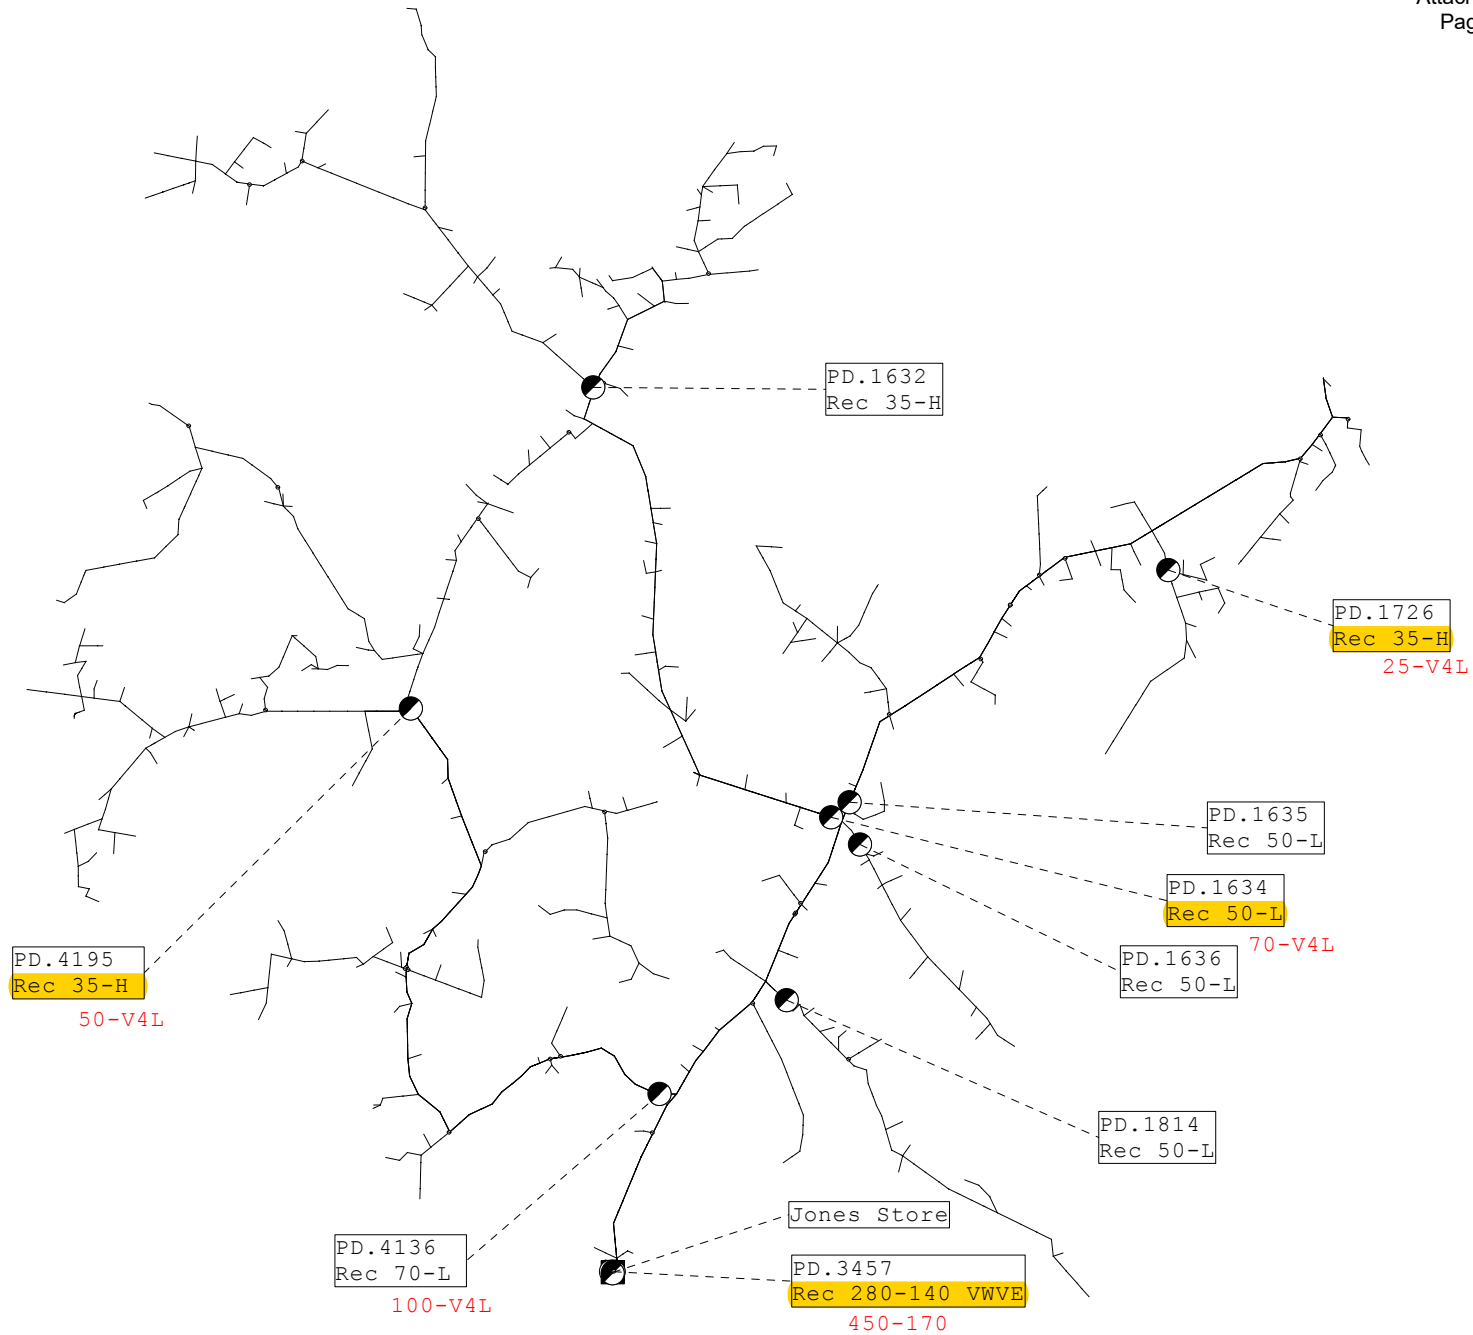 Attach
Pag
PD.1632
Rec 35-H
PD.1726
Rec 35-H
25-V4L
PD.1635
Rec 50-L
PD.1634
Rec 50-L
70-V4L
PD.1636
Rec 50-L
PD.4195
Rec 35-H
50-V4L
PD.1814
Rec 50-L
Jones Store
PD.4136
Rec 70-L
100-V4L
PD.3457
Rec 280-140 VWVE
450-170